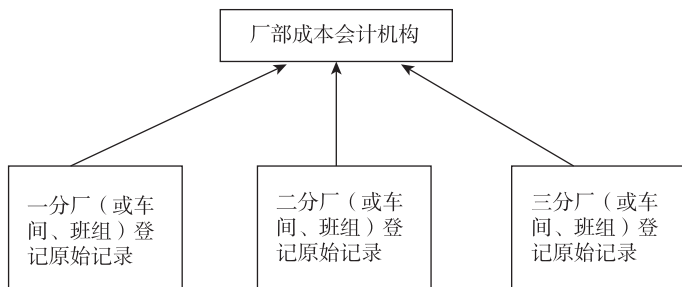 厂部成本会计机构
一分厂（或车
间、班组）登
记原始记录
二分厂（或车
间、班组）登
记原始记录
三分厂（或车
间、班组）登
记原始记录